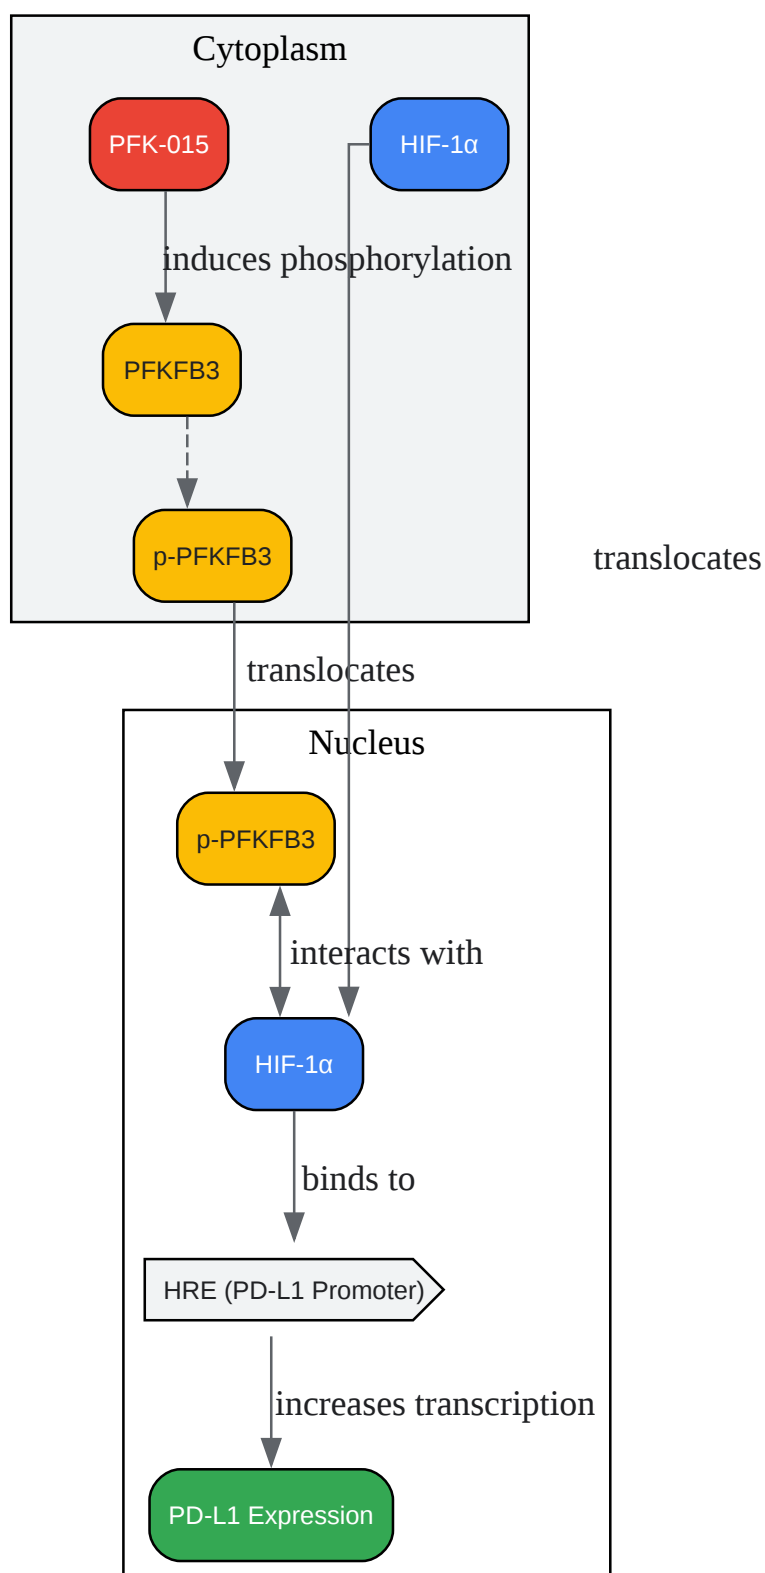 Cytoplasm
PFK-015
HIF-1α
induces phosphorylation
PFKFB3
p-PFKFB3
translocates
translocates
Nucleus
p-PFKFB3
interacts with
HIF-1α
binds to
HRE (PD-L1 Promoter)
increases transcription
PD-L1 Expression